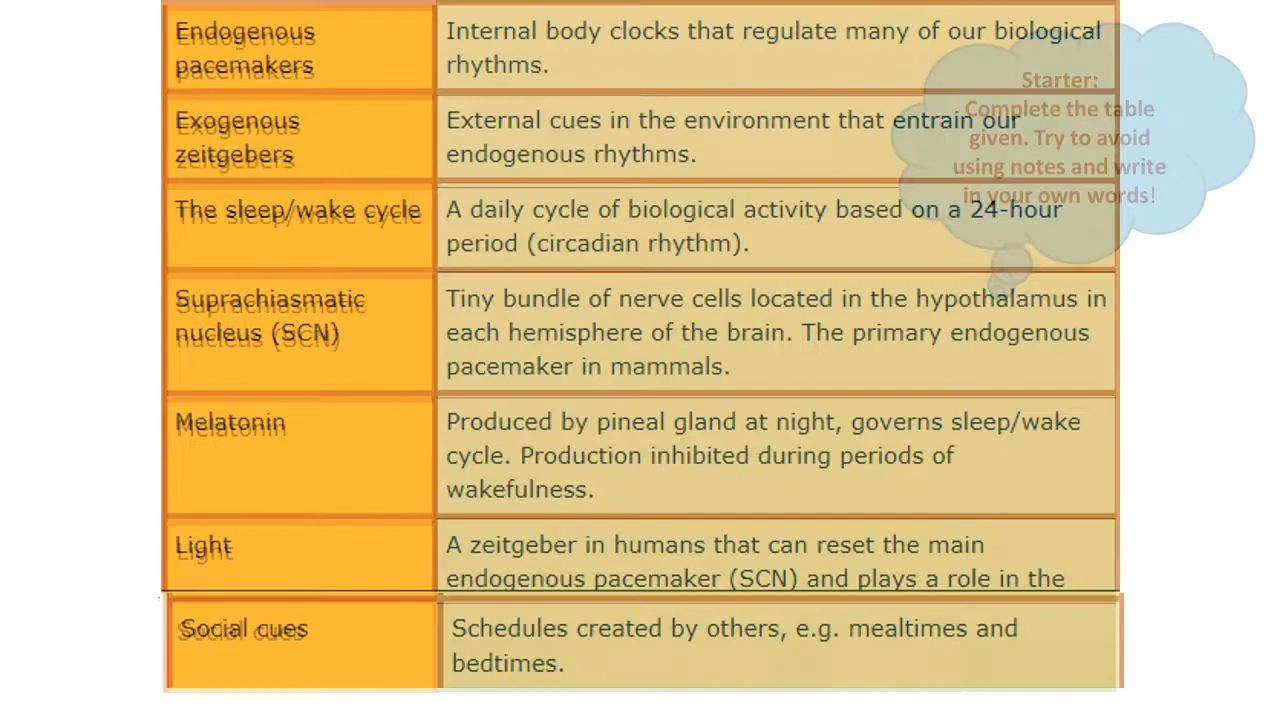 Endogenous
pacemakers
Internal body clocks that regulate many of our biological
rhythms.
Exogenous
zeitgebers
External cues in the environment that entrain our
endogenous rhythms.
The sleep/wake cycle
A daily cycle of biological activity based on a 24-hour
period (circadian rhythm).
Suprachiasmatic
nucleus (SCN)
Tiny bundle of nerve cells located in the hypothalamus in
each hemisphere of the brain. The primary endogenous
pacemaker in mammals.
Melatonin
Produced by pineal gland at night, governs sleep/wake
cycle. Production inhibited during periods of
wakefulness.
Light
A zeitgeber in humans that can reset the main
endogenous pacemaker (SCN) and plays a role in the
Social cues
Schedules created by others, e.g. mealtimes and
bedtimes.
Starter:
Complete the table
given. Try to avoid
using notes and write
in your own words!